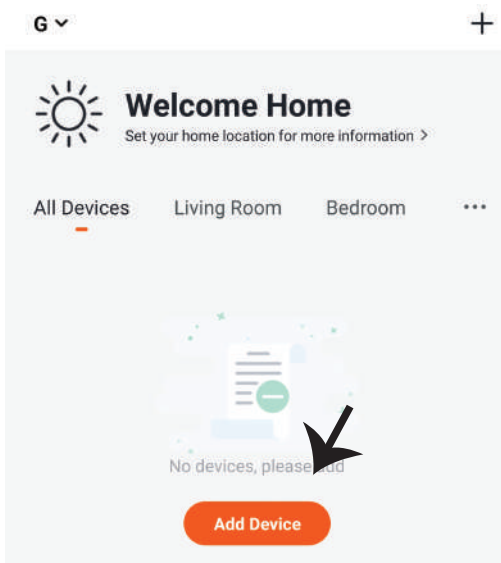 G
Welcome Home
Set your home location for more information >
All Devices Living Room Bedroom ...
No devices, please add
Add Device